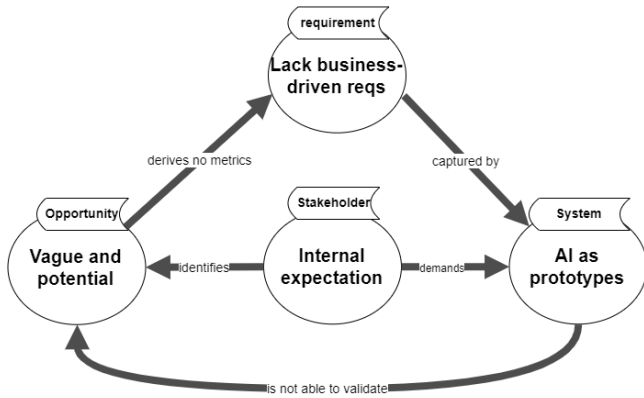 requirement
Lack business-
driven reqs
derives no metrics
captured by
Opportunity
Vague and
potential
identifies
Stakeholder
Internal
expectation
demands
System
AI as
prototypes
is not able to validate